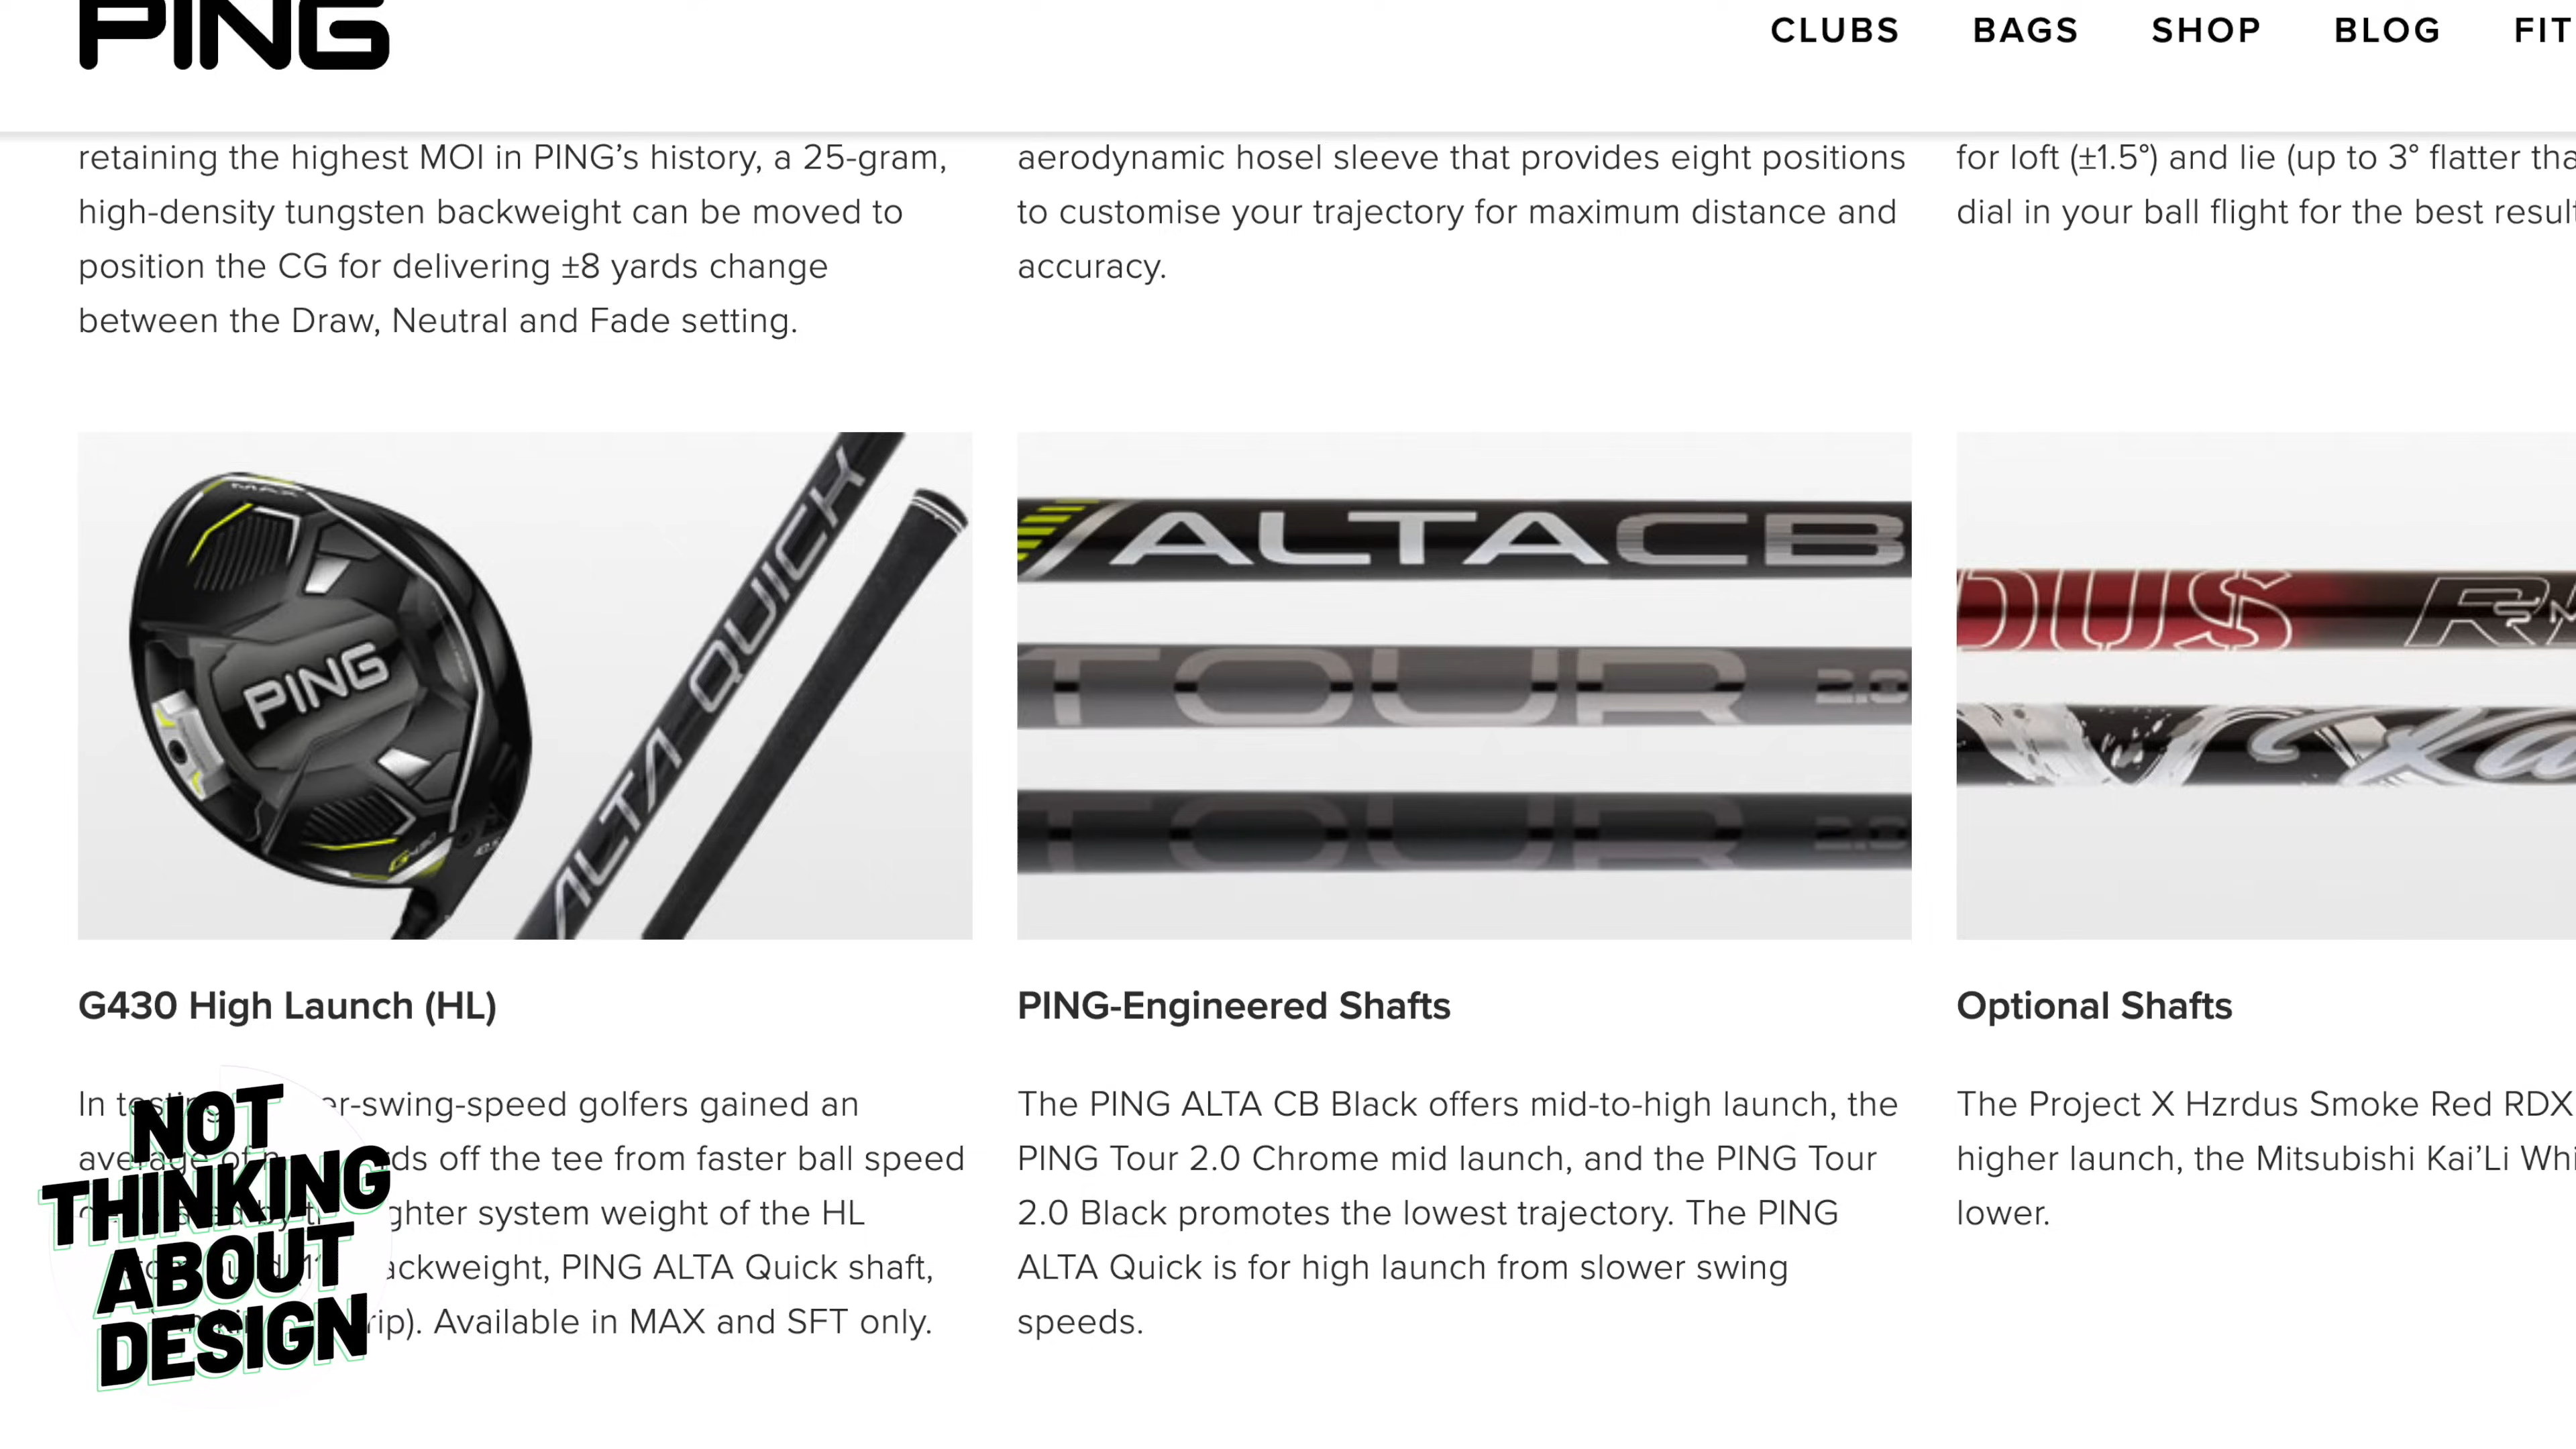 PING
CLUBS BAGS SHOP BLOG FIT
retaining the highest MOI in PING’s history, a 25-gram,
high-density tungsten backweight can be moved to
position the CG for delivering ±8 yards change
between the Draw, Neutral and Fade setting.
aerodynamic hosel sleeve that provides eight positions
to customise your trajectory for maximum distance and
accuracy.
for loft (±1.5°) and lie (up to 3° flatter tha
dial in your ball flight for the best result
MAX
PING
G430
10.5
ALTA QUICK
ALTA CB
TOUR 2.0
TOUR 2.0
G430 High Launch (HL)
In er-swing-speed golfers gained an
average of ds off the tee from faster ball speed
ghter system weight of the HL
ackweight, PING ALTA Quick shaft,
rip). Available in MAX and SFT only.
PING-Engineered Shafts
The PING ALTA CB Black offers mid-to-high launch, the
PING Tour 2.0 Chrome mid launch, and the PING Tour
2.0 Black promotes the lowest trajectory. The PING
ALTA Quick is for high launch from slower swing
speeds.
Optional Shafts
The Project X Hzrdus Smoke Red RDX
higher launch, the Mitsubishi Kai’Li Whi
lower.
NOT
THINKING
ABOUT
DESIGN